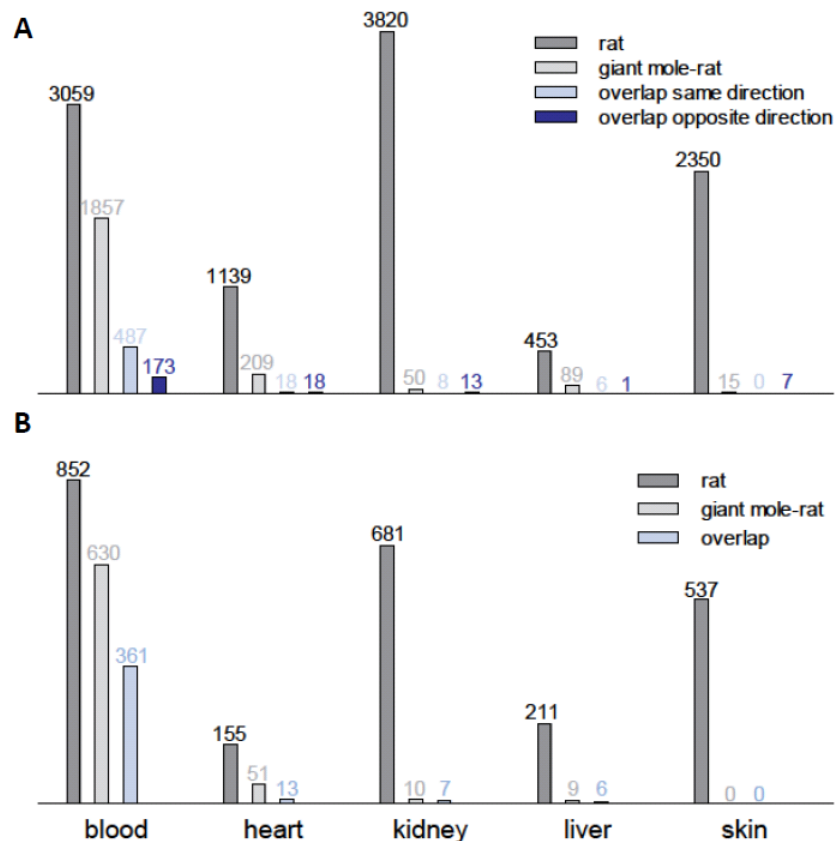 A
3820
rat
giant mole-rat
overlap same direction
overlap opposite direction
3059
2350
1857
1139
487
453
173
209
18 18
50 8 13
89 6 1
15 0 7
B
852
rat
giant mole-rat
overlap
681
630
537
361
211
155
51
13
10 7
9 6
0 0
blood heart kidney liver skin